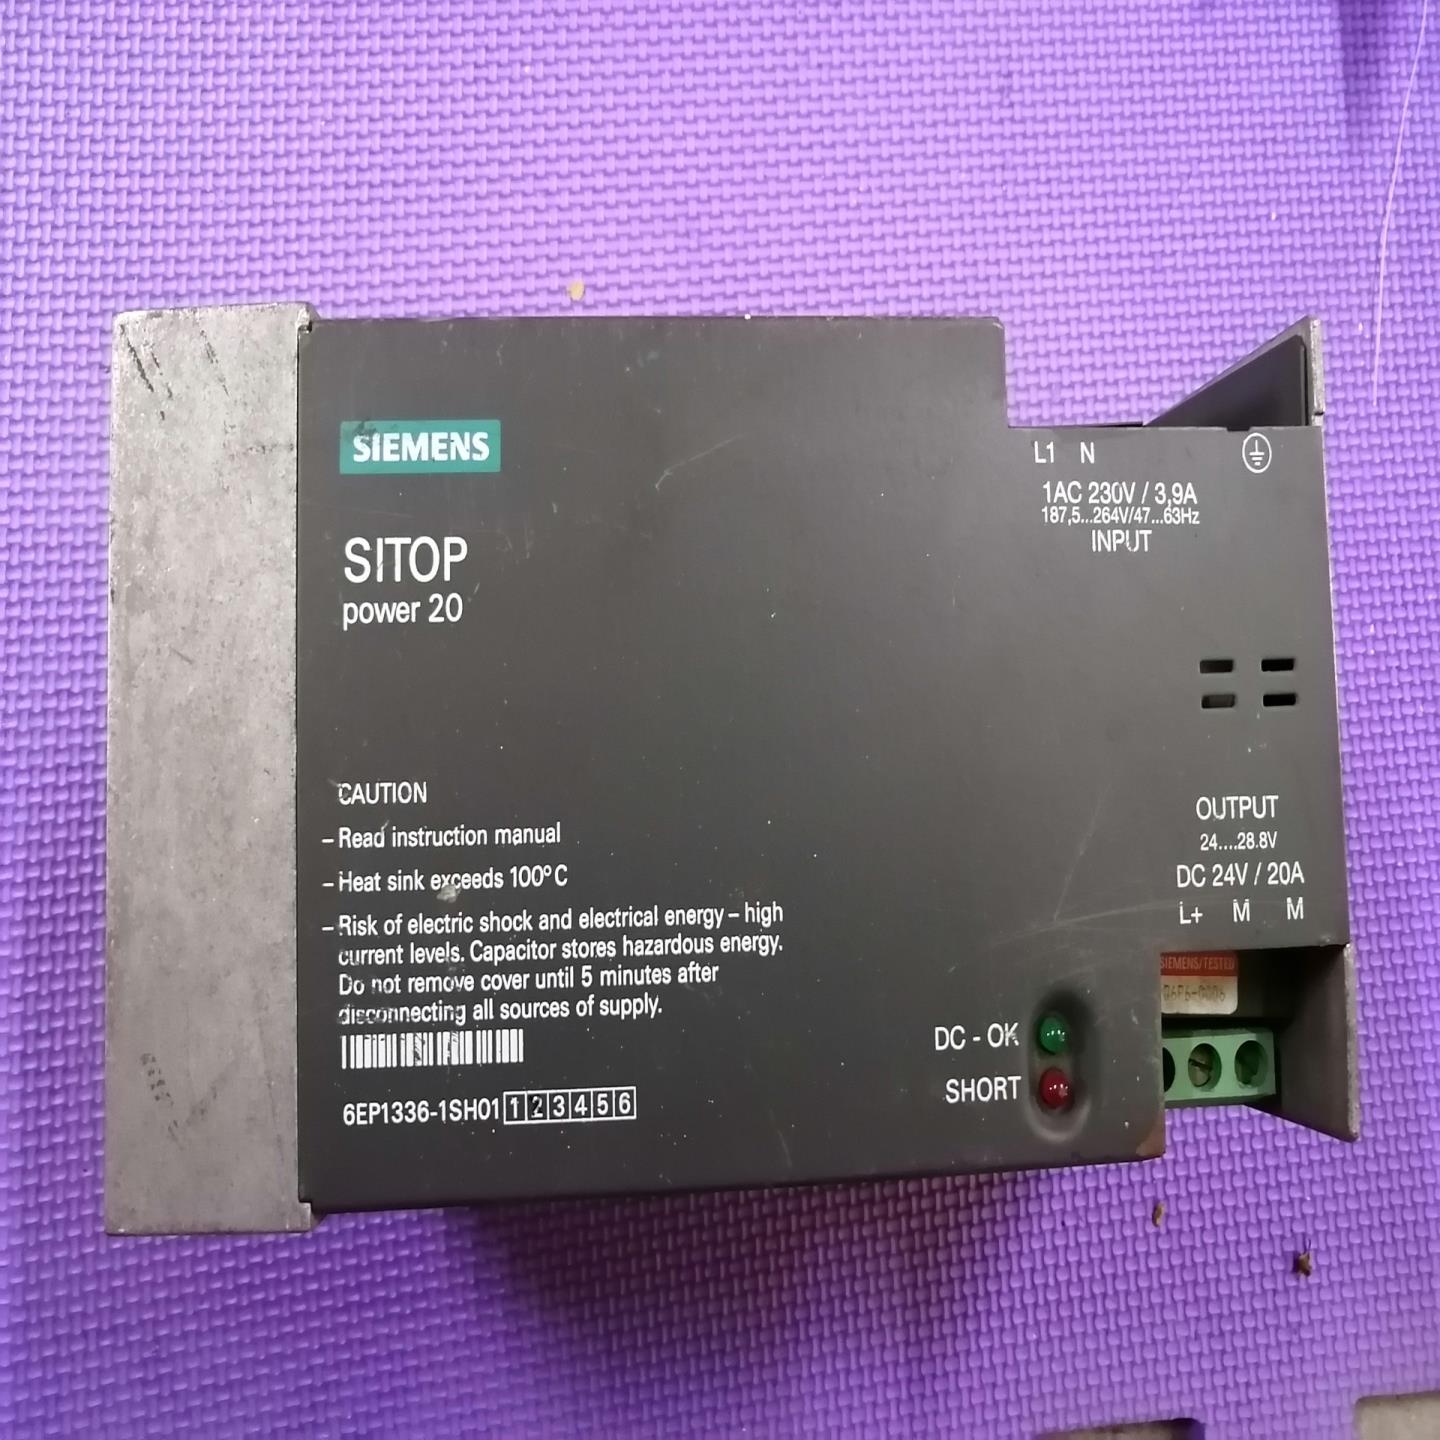 SIEMENS
SITOP
power 20
CAUTION
– Read instruction manual
– Heat sink exceeds 100°C
– Risk of electric shock and electrical energy – high
current levels. Capacitor stores hazardous energy.
Do not remove cover until 5 minutes after
disconnecting all sources of supply.
6EP1336-1SH01 1 2 3 4 5 6
L1 N
1AC 230V / 3,9A
187,5...264V/47...63Hz
INPUT
OUTPUT
24....28.8V
DC 24V / 20A
L+ M M
SIEMENS/TESTED
DC - OK
SHORT